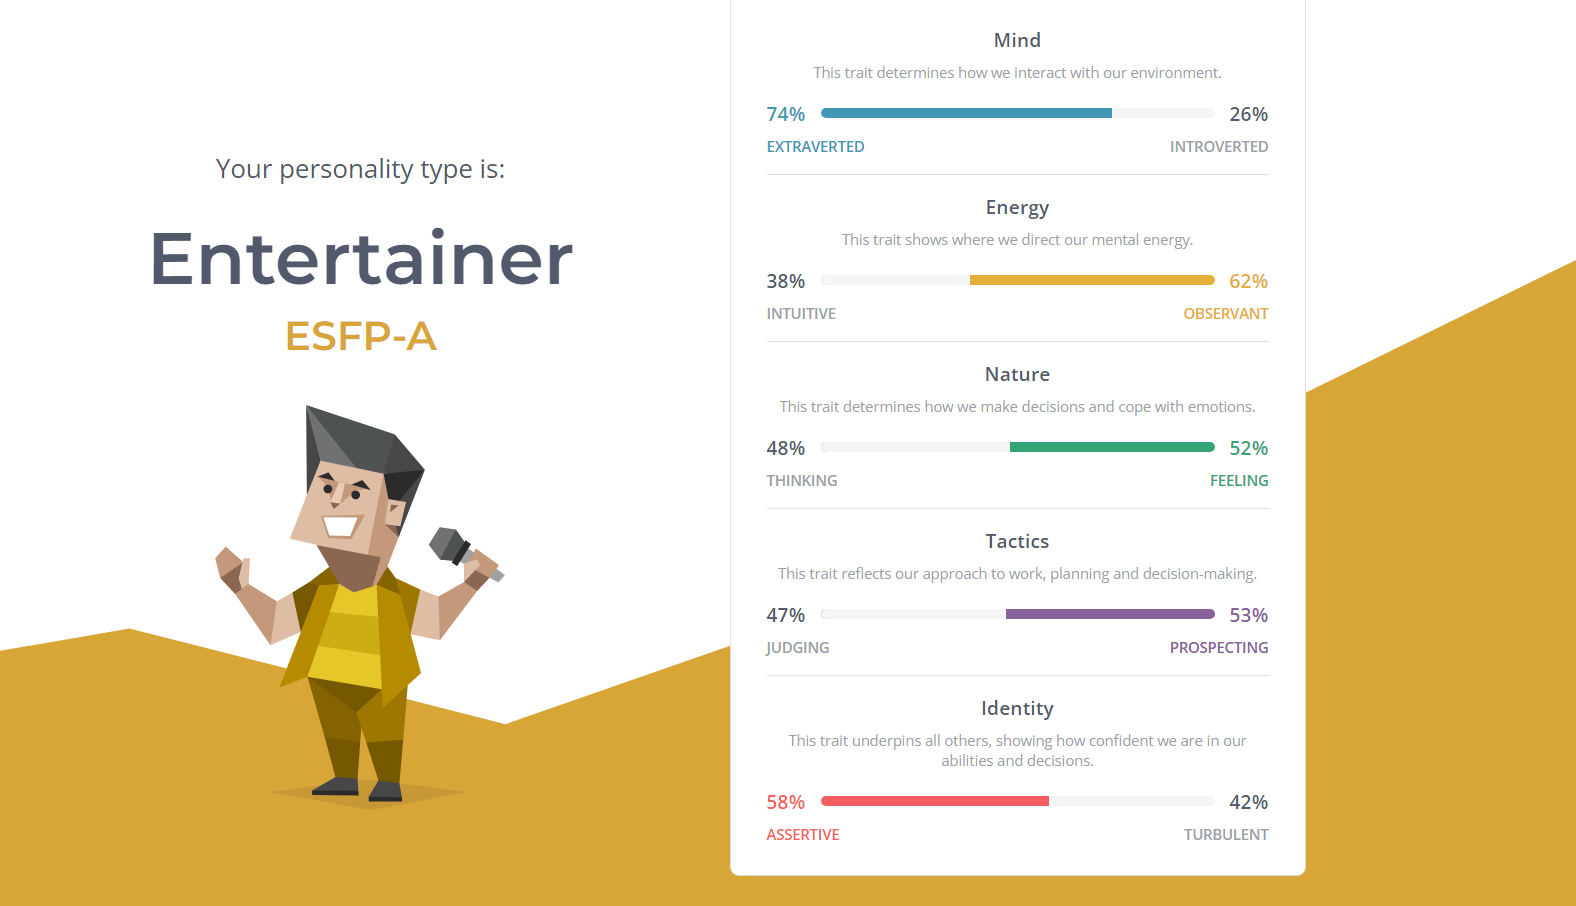 Your personality type is:
Entertainer
ESFP-A
Mind
This trait determines how we interact with our environment.
74% 26%
EXTRAVERTED INTROVERTED
Energy
This trait shows where we direct our mental energy.
38% 62%
INTUITIVE OBSERVANT
Nature
This trait determines how we make decisions and cope with emotions.
48% 52%
THINKING FEELING
Tactics
This trait reflects our approach to work, planning and decision-making.
47% 53%
JUDGING PROSPECTING
Identity
This trait underpins all others, showing how confident we are in our
abilities and decisions.
58% 42%
ASSERTIVE TURBULENT